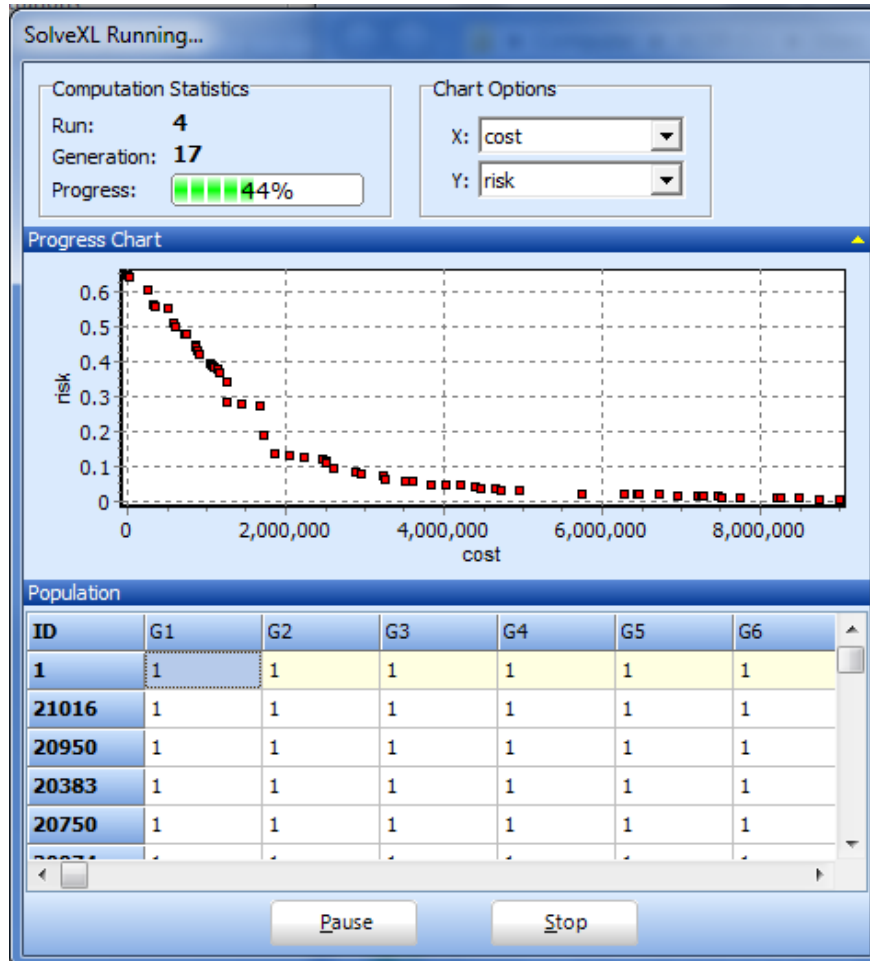 SolveXL Running...
Computation Statistics
Run: 4
Generation: 17
Progress: 44%
Chart Options
X: cost
Y: risk
Progress Chart
risk
0.6
0.5
0.4
0.3
0.2
0.1
0
0 2,000,000 4,000,000 6,000,000 8,000,000
cost
Population
ID G1 G2 G3 G4 G5 G6
1 1 1 1 1 1 1
21016 1 1 1 1 1 1
20950 1 1 1 1 1 1
20383 1 1 1 1 1 1
20750 1 1 1 1 1 1
Pause Stop